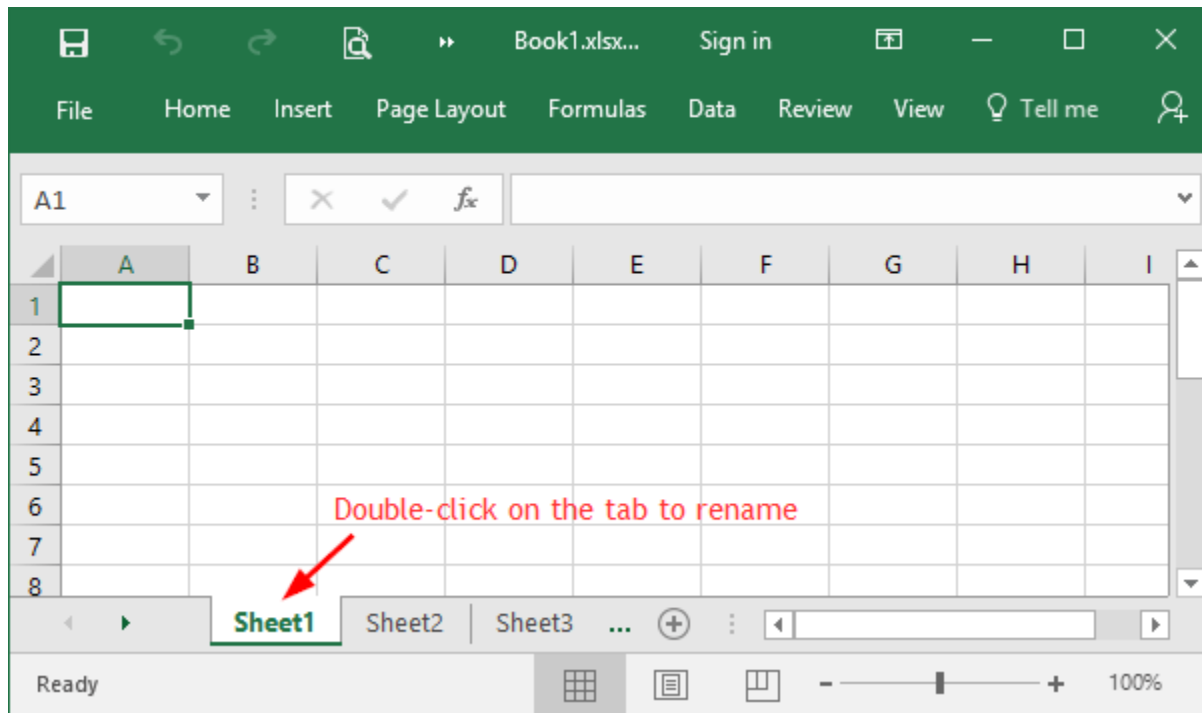 Book1.xlsx... Sign in
File Home Insert Page Layout Formulas Data Review View Tell me
A1 fx
A B C D E F G H I
1
2
3
4
5
6 Double-click on the tab to rename
7
8
Sheet1 Sheet2 Sheet3 ...
Ready 100%